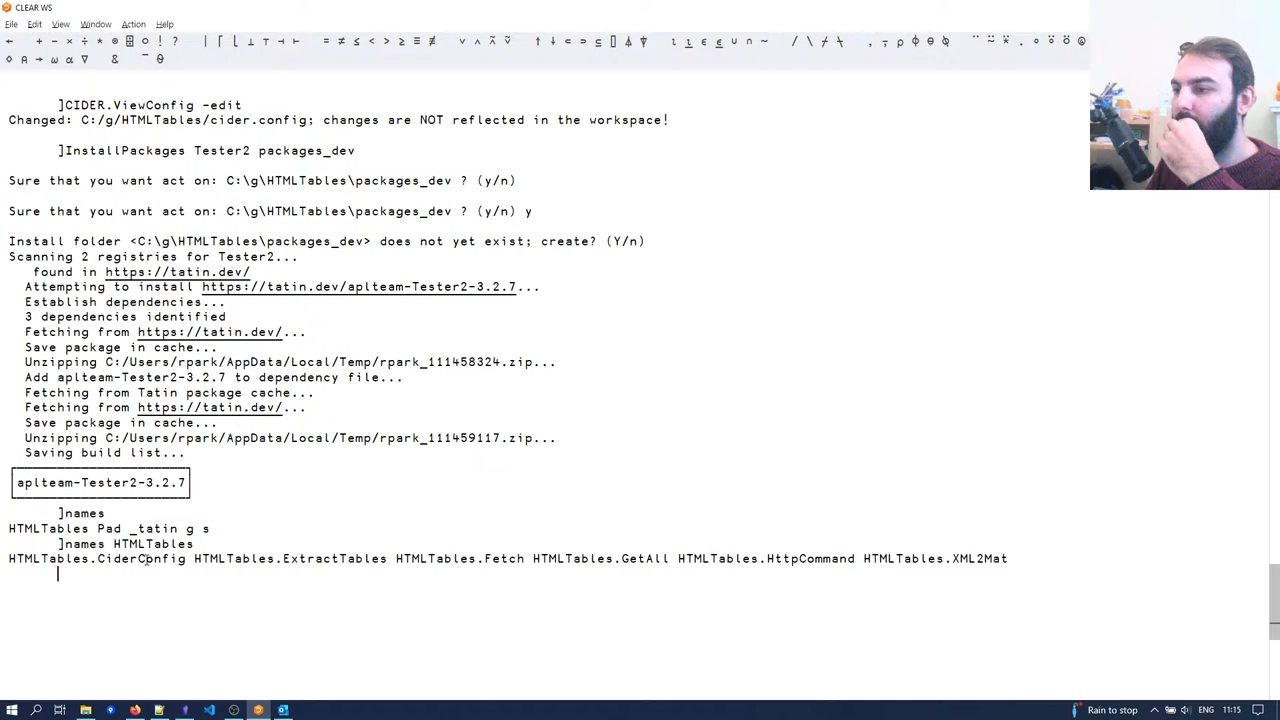 CLEAR WS
File Edit View Window Action Help
← + - × ÷ * ⍟ ⌹ ○ ! ? | ⌈ ⌊ ⊥ ⊤ ⊣ ⊢ = ≠ ≤ < > ≥ ≡ ≢ ∨ ∧ ⍲ ⍱ ↑ ↓ ⊂ ⊃ ⊆ ⌷ ⍋ ⍒ ⍳ ⍸ ∊ ⍷ ∪ ∩ ~ / \ ⌿ ⍀ , ⍪ ⍴ ⌽ ⊖ ⍉ ¨ ⍨ ⍣ . ∘ ⍤ ⍥ @
⋄ ⍝ → ⍵ ⍺ ∇ & ¯ ⍬
]CIDER.ViewConfig -edit
Changed: C:/g/HTMLTables/cider.config; changes are NOT reflected in the workspace!
]InstallPackages Tester2 packages_dev
Sure that you want act on: C:\g\HTMLTables\packages_dev ? (y/n)
Sure that you want act on: C:\g\HTMLTables\packages_dev ? (y/n) y
Install folder <C:\g\HTMLTables\packages_dev> does not yet exist; create? (Y/n)
Scanning 2 registries for Tester2...
found in https://tatin.dev/
Attempting to install https://tatin.dev/aplteam-Tester2-3.2.7...
Establish dependencies...
3 dependencies identified
Fetching from https://tatin.dev/...
Save package in cache...
Unzipping C:/Users/rpark/AppData/Local/Temp/rpark_111458324.zip...
Add aplteam-Tester2-3.2.7 to dependency file...
Fetching from Tatin package cache...
Fetching from https://tatin.dev/...
Save package in cache...
Unzipping C:/Users/rpark/AppData/Local/Temp/rpark_111459117.zip...
Saving build list...
aplteam-Tester2-3.2.7
]names
HTMLTables Pad _tatin g s
]names HTMLTables
HTMLTables.CiderConfig HTMLTables.ExtractTables HTMLTables.Fetch HTMLTables.GetAll HTMLTables.HttpCommand HTMLTables.XML2Mat
Rain to stop ENG 11:15